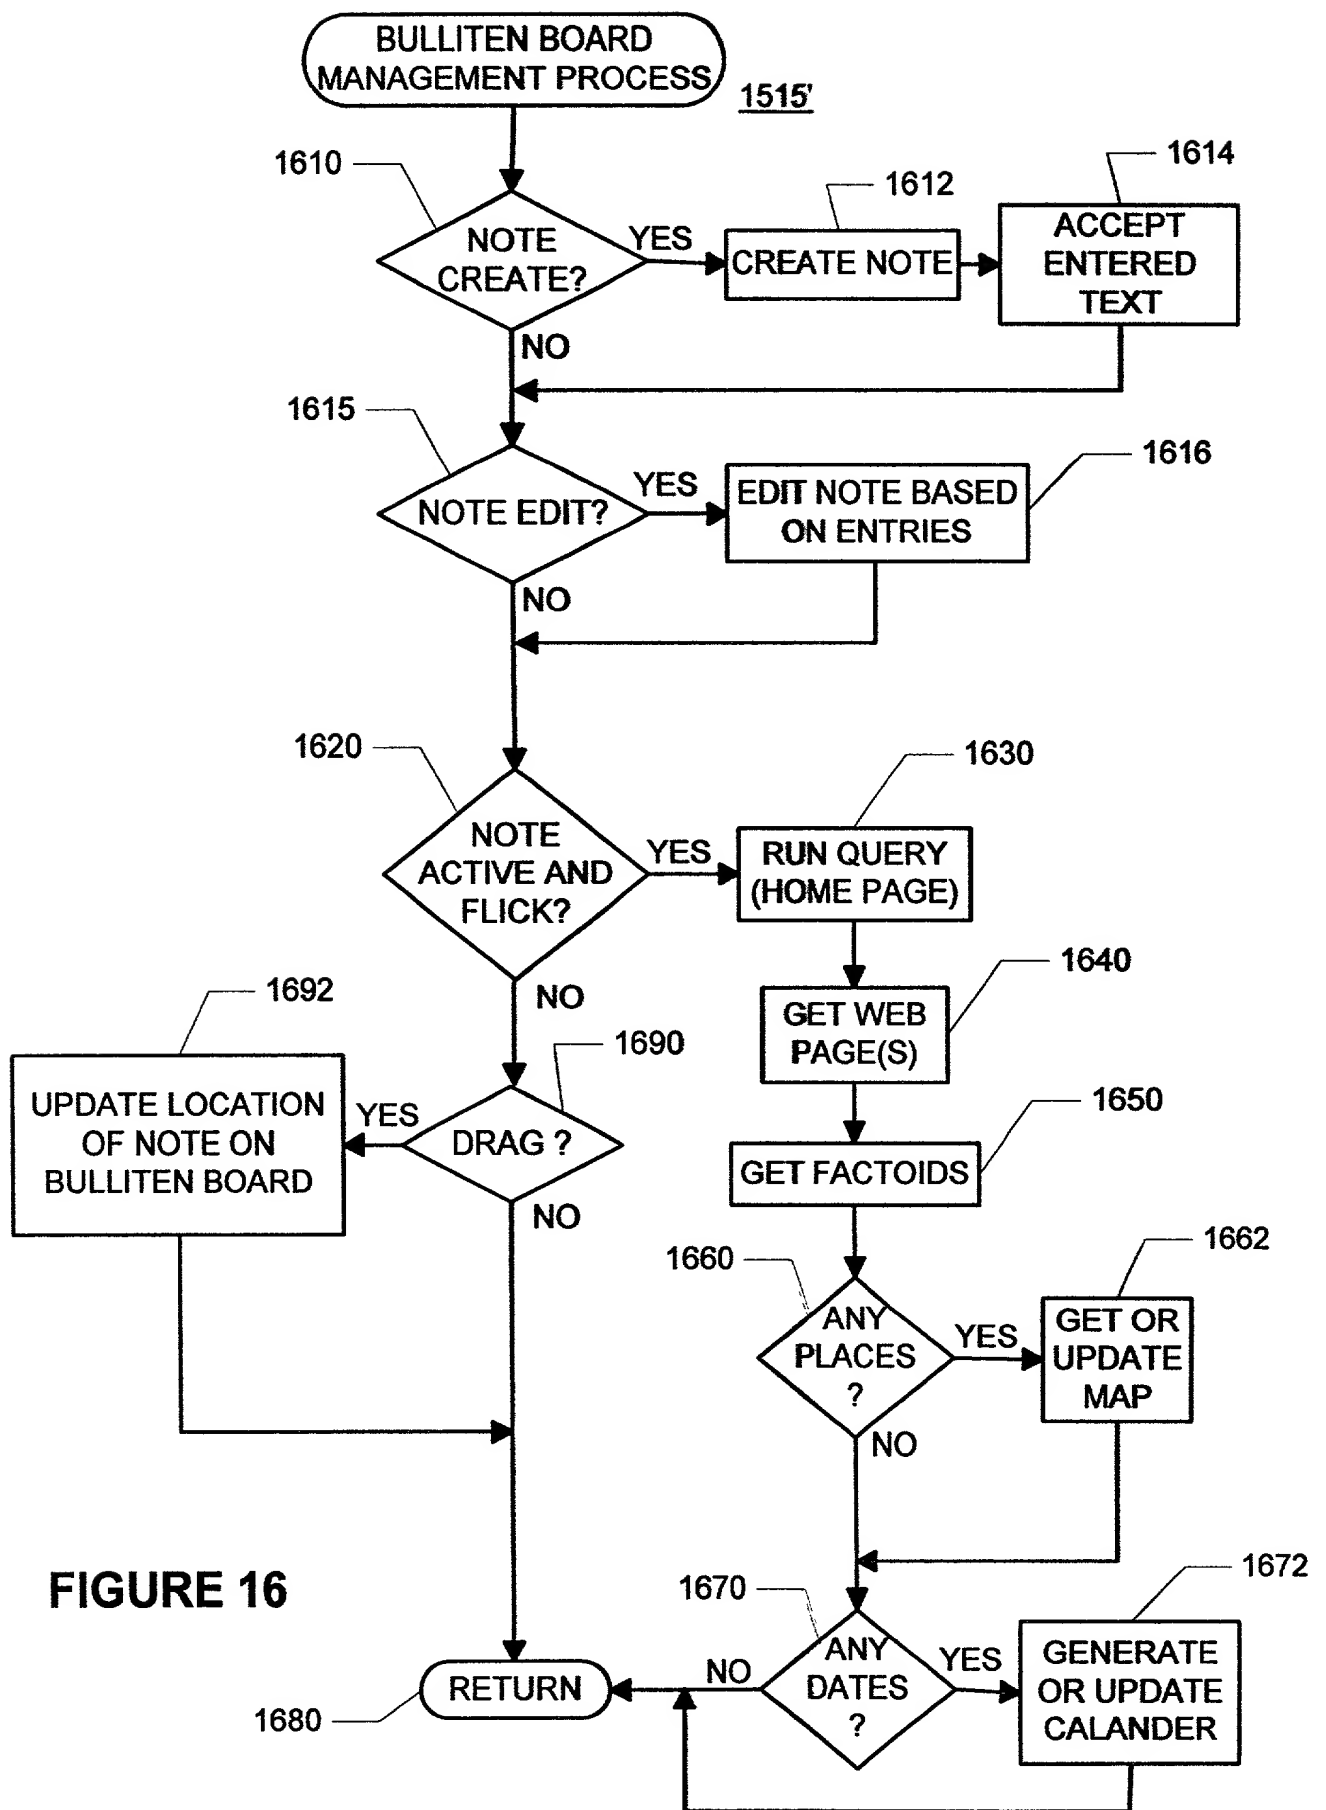 BULLITEN BOARD
MANAGEMENT PROCESS
1515'
1610
NOTE
CREATE?
YES
1612
CREATE NOTE
1614
ACCEPT
ENTERED
TEXT
NO
1615
NOTE EDIT?
YES
1616
EDIT NOTE BASED
ON ENTRIES
NO
1620
NOTE
ACTIVE AND
FLICK?
YES
1630
RUN QUERY
(HOME PAGE)
1640
GET WEB
PAGE(S)
1650
GET FACTOIDS
NO
1690
DRAG ?
YES
1692
UPDATE LOCATION
OF NOTE ON
BULLITEN BOARD
NO
1660
ANY
PLACES
?
YES
1662
GET OR
UPDATE
MAP
NO
1670
ANY
DATES
?
YES
1672
GENERATE
OR UPDATE
CALANDER
NO
RETURN
1680
FIGURE 16